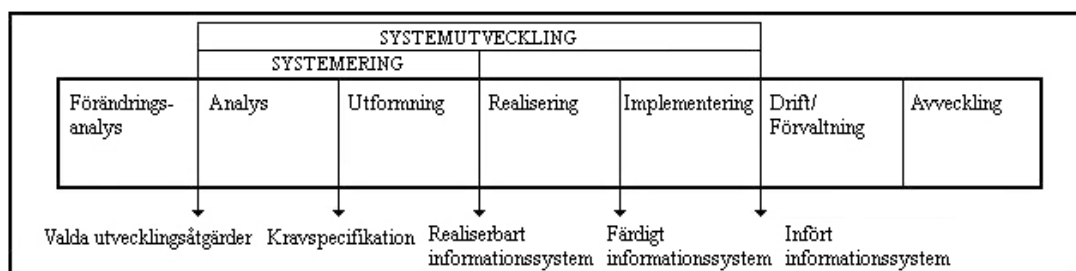 SYSTEMUTVECKLING
SYSTEMERING
Förändrings-
analys
Analys
Utformning
Realisering
Implementering
Drift/
Förvaltning
Avveckling
Valda utvecklingsåtgärder
Kravspecifikation
Realiserbart
informationssystem
Färdigt
informationssystem
Infört
informationssystem